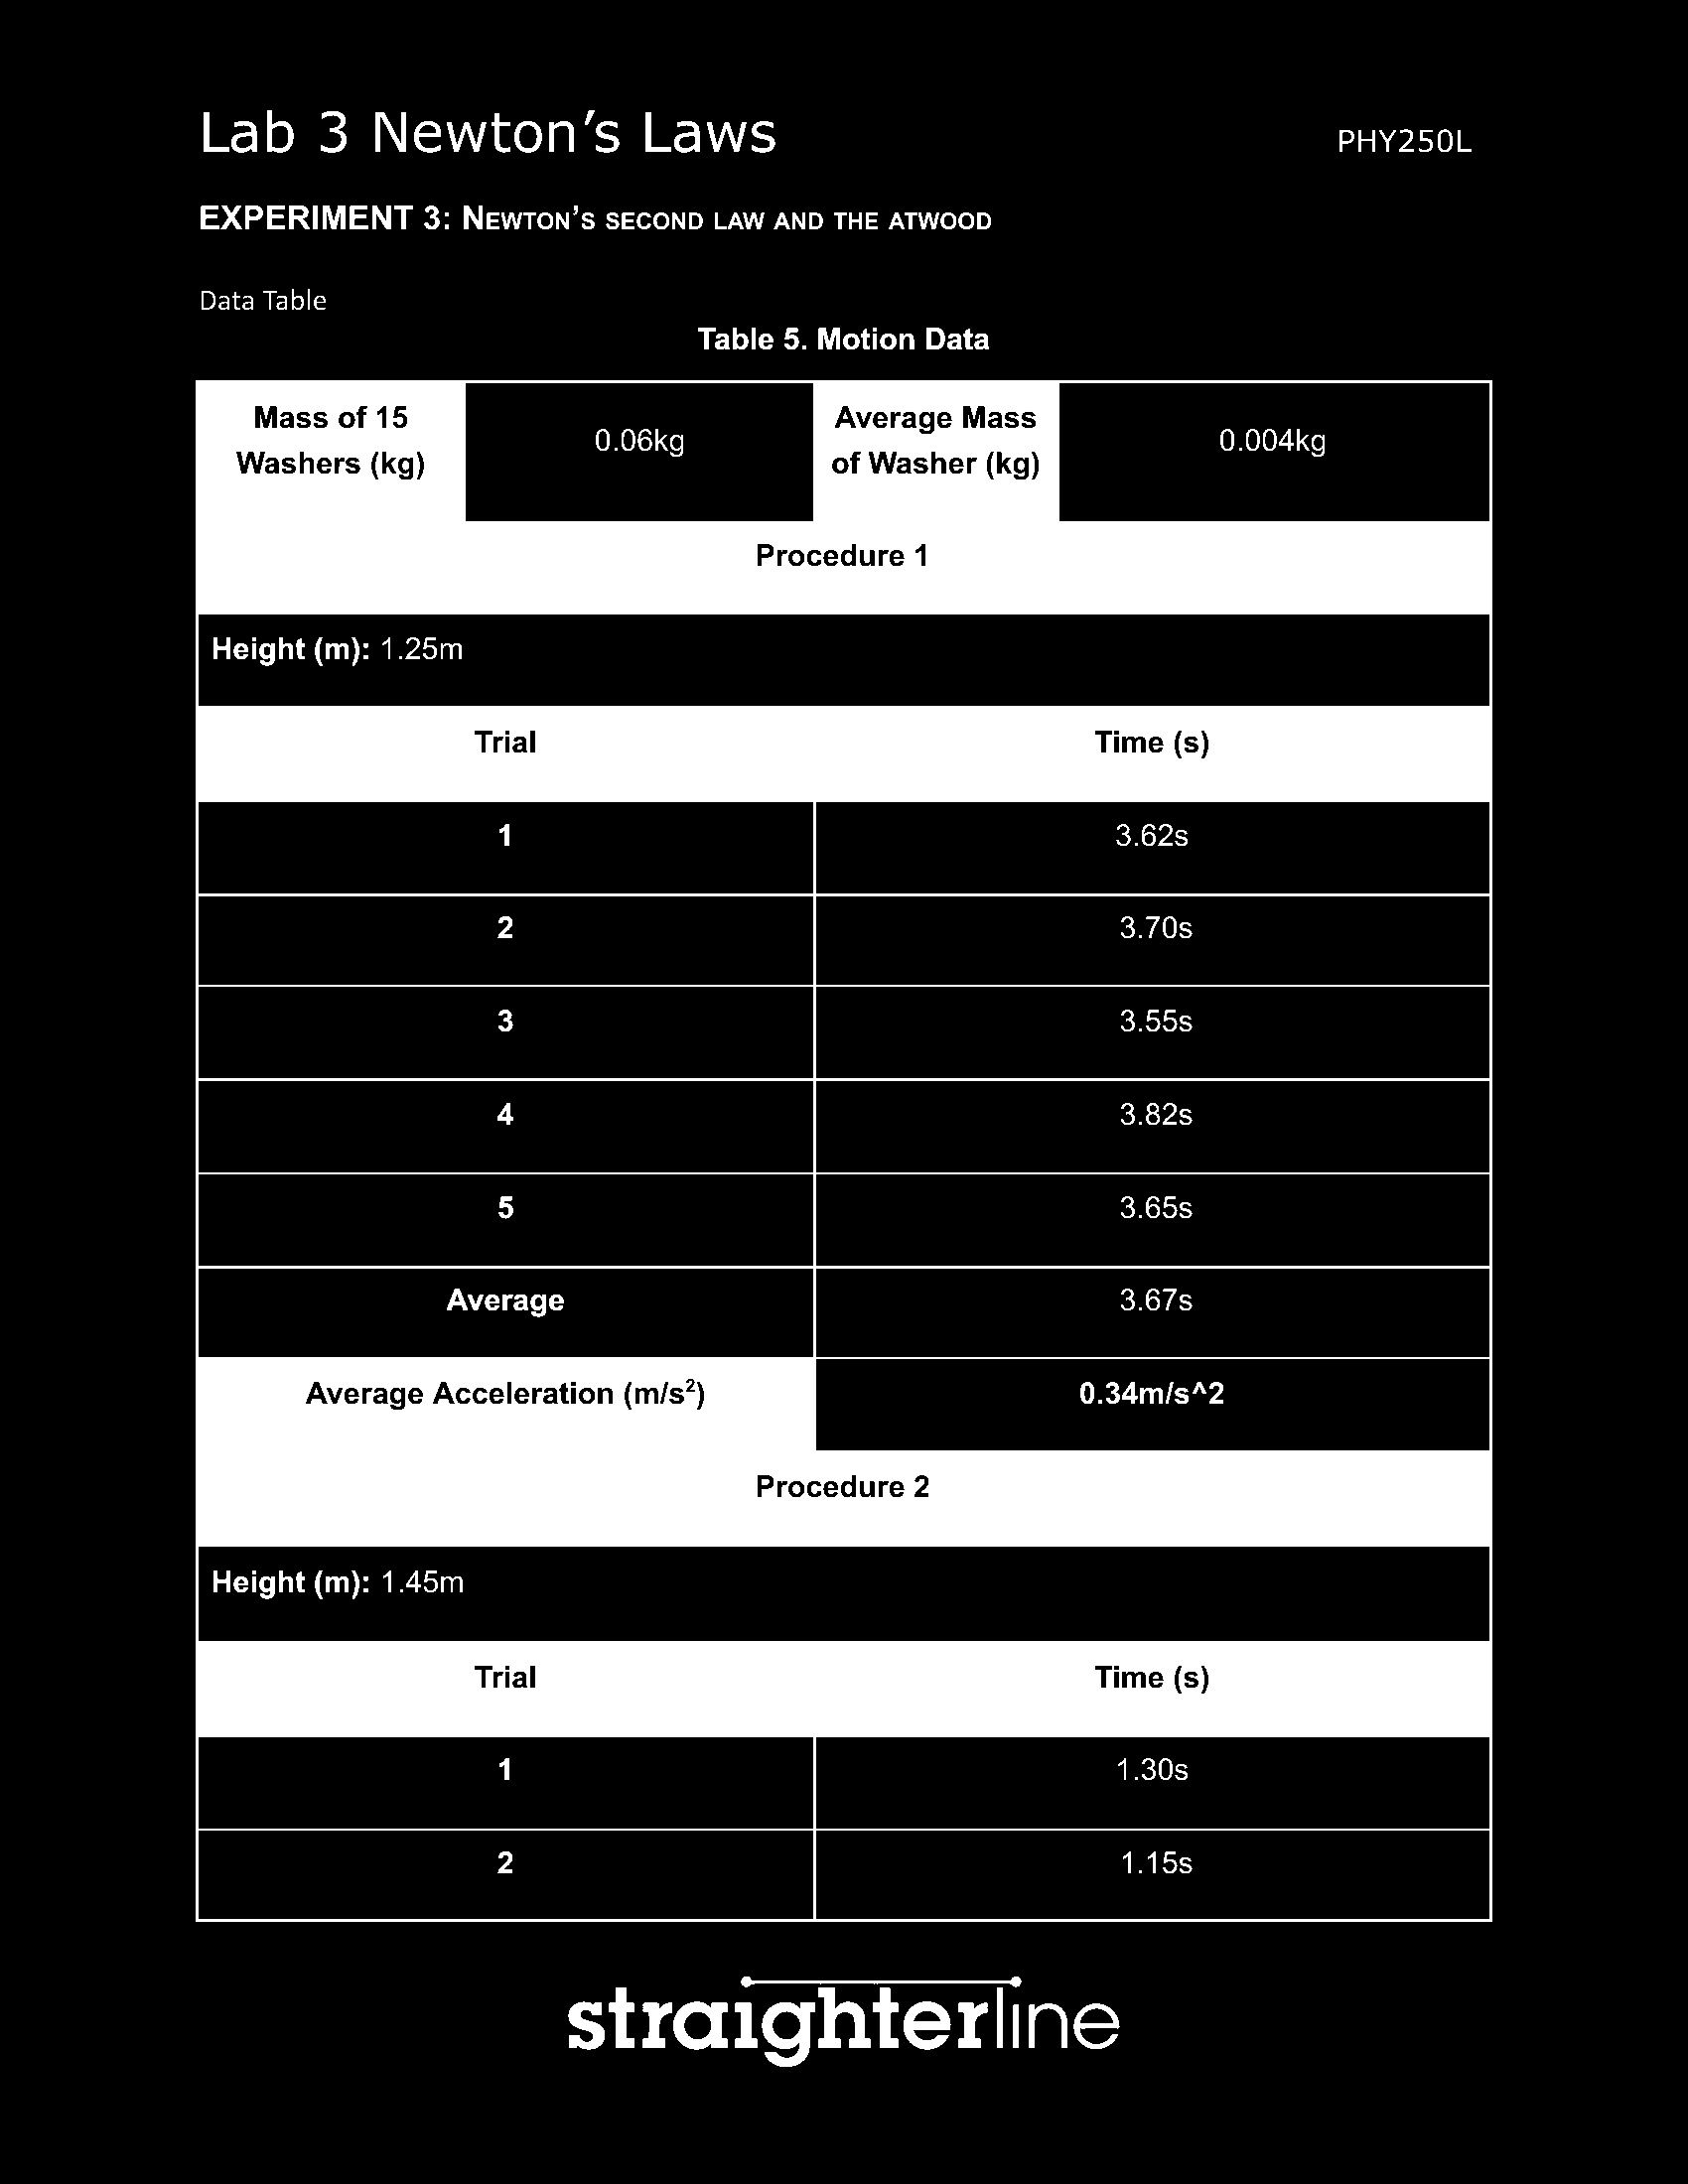 Lab 3 Newton’s Laws PHY250L
EXPERIMENT 3: NEWTON’S SECOND LAW AND THE ATWOOD
Data Table
Table 5. Motion Data
Mass of 15 Washers (kg) 0.06kg Average Mass of Washer (kg) 0.004kg
Procedure 1
Height (m): 1.25m
Trial Time (s)
1 3.62s
2 3.70s
3 3.55s
4 3.82s
5 3.65s
Average 3.67s
Average Acceleration (m/s²) 0.34m/s^2
Procedure 2
Height (m): 1.45m
Trial Time (s)
1 1.30s
2 1.15s
straighterline